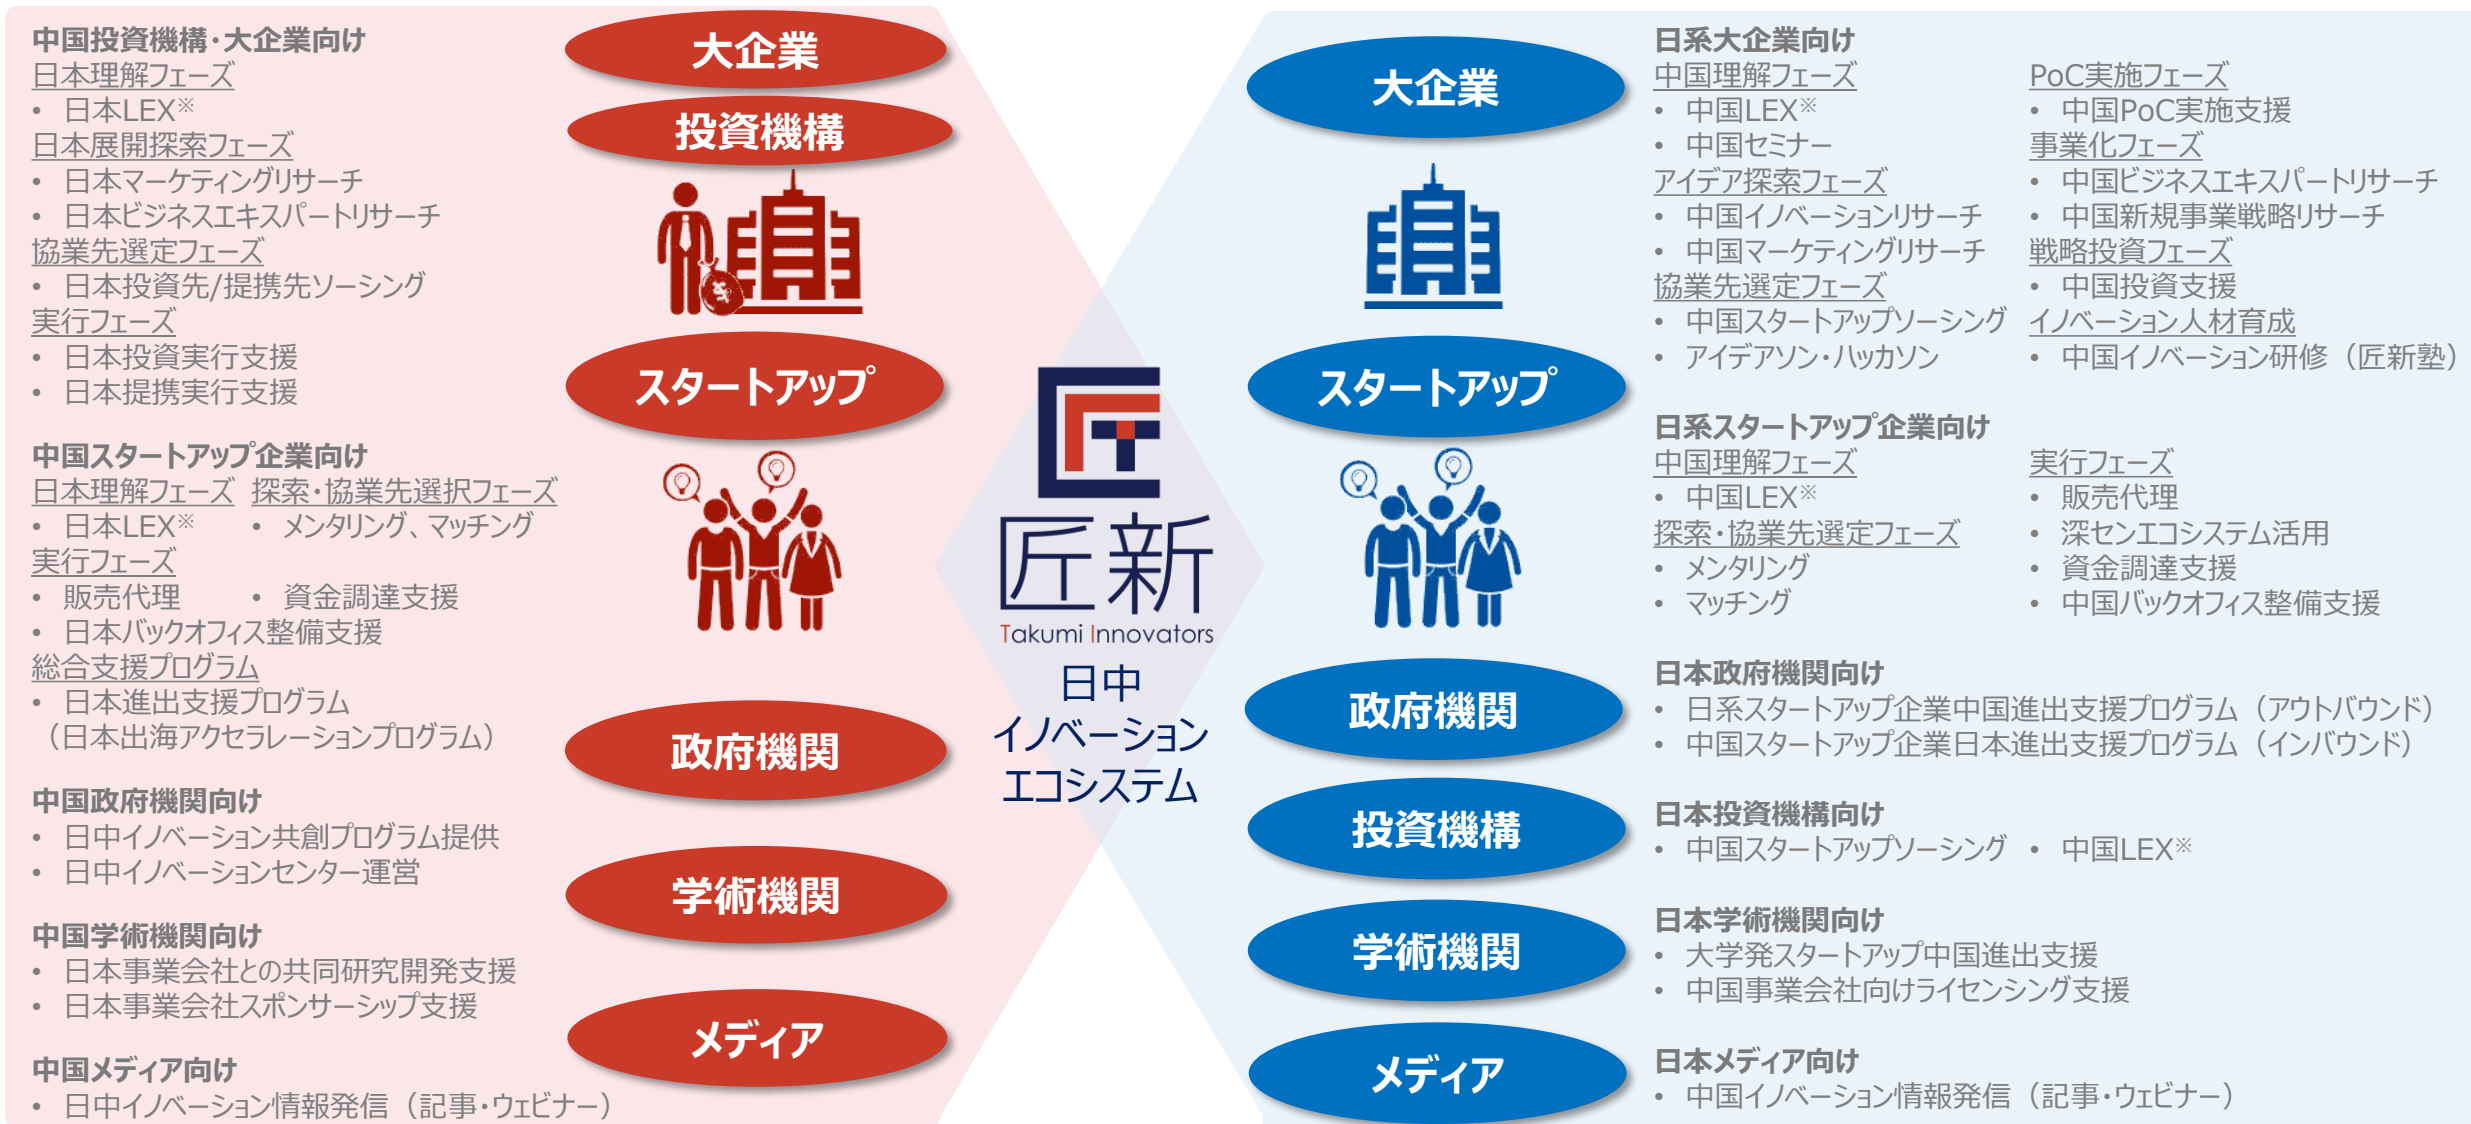 中国投資機構・大企業向け
日本理解フェーズ
• 日本LEX※
日本展開探索フェーズ
• 日本マーケティングリサーチ
• 日本ビジネスエキスパートリサーチ
協業先選定フェーズ
• 日本投資先/提携先ソーシング
実行フェーズ
• 日本投資実行支援
• 日本提携実行支援
中国スタートアップ企業向け
日本理解フェーズ 探索・協業先選択フェーズ
• 日本LEX※ • メンタリング、マッチング
実行フェーズ
• 販売代理 • 資金調達支援
• 日本バックオフィス整備支援
総合支援プログラム
• 日本進出支援プログラム
（日本出海アクセラレーションプログラム）
中国政府機関向け
• 日中イノベーション共創プログラム提供
• 日中イノベーションセンター運営
中国学術機関向け
• 日本事業会社との共同研究開発支援
• 日本事業会社スポンサーシップ支援
中国メディア向け
• 日中イノベーション情報発信（記事・ウェビナー）
大企業
投資機構
スタートアップ
政府機関
学術機関
メディア
匠新
Takumi Innovators
日中
イノベーション
エコシステム
大企業
スタートアップ
政府機関
投資機構
学術機関
メディア
日系大企業向け
中国理解フェーズ
• 中国LEX※
• 中国セミナー
アイデア探索フェーズ
• 中国イノベーションリサーチ
• 中国マーケティングリサーチ
協業先選定フェーズ
• 中国スタートアップソーシング
• アイデアソン・ハッカソン
PoC実施フェーズ
• 中国PoC実施支援
事業化フェーズ
• 中国ビジネスエキスパートリサーチ
• 中国新規事業戦略リサーチ
戦略投資フェーズ
• 中国投資支援
イノベーション人材育成
• 中国イノベーション研修（匠新塾）
日系スタートアップ企業向け
中国理解フェーズ
• 中国LEX※
探索・協業先選定フェーズ
• メンタリング
• マッチング
実行フェーズ
• 販売代理
• 深センエコシステム活用
• 資金調達支援
• 中国バックオフィス整備支援
日本政府機関向け
• 日系スタートアップ企業中国進出支援プログラム（アウトバウンド）
• 中国スタートアップ企業日本進出支援プログラム（インバウンド）
日本投資機構向け
• 中国スタートアップソーシング • 中国LEX※
日本学術機関向け
• 大学発スタートアップ中国進出支援
• 中国事業会社向けライセンシング支援
日本メディア向け
• 中国イノベーション情報発信（記事・ウェビナー）